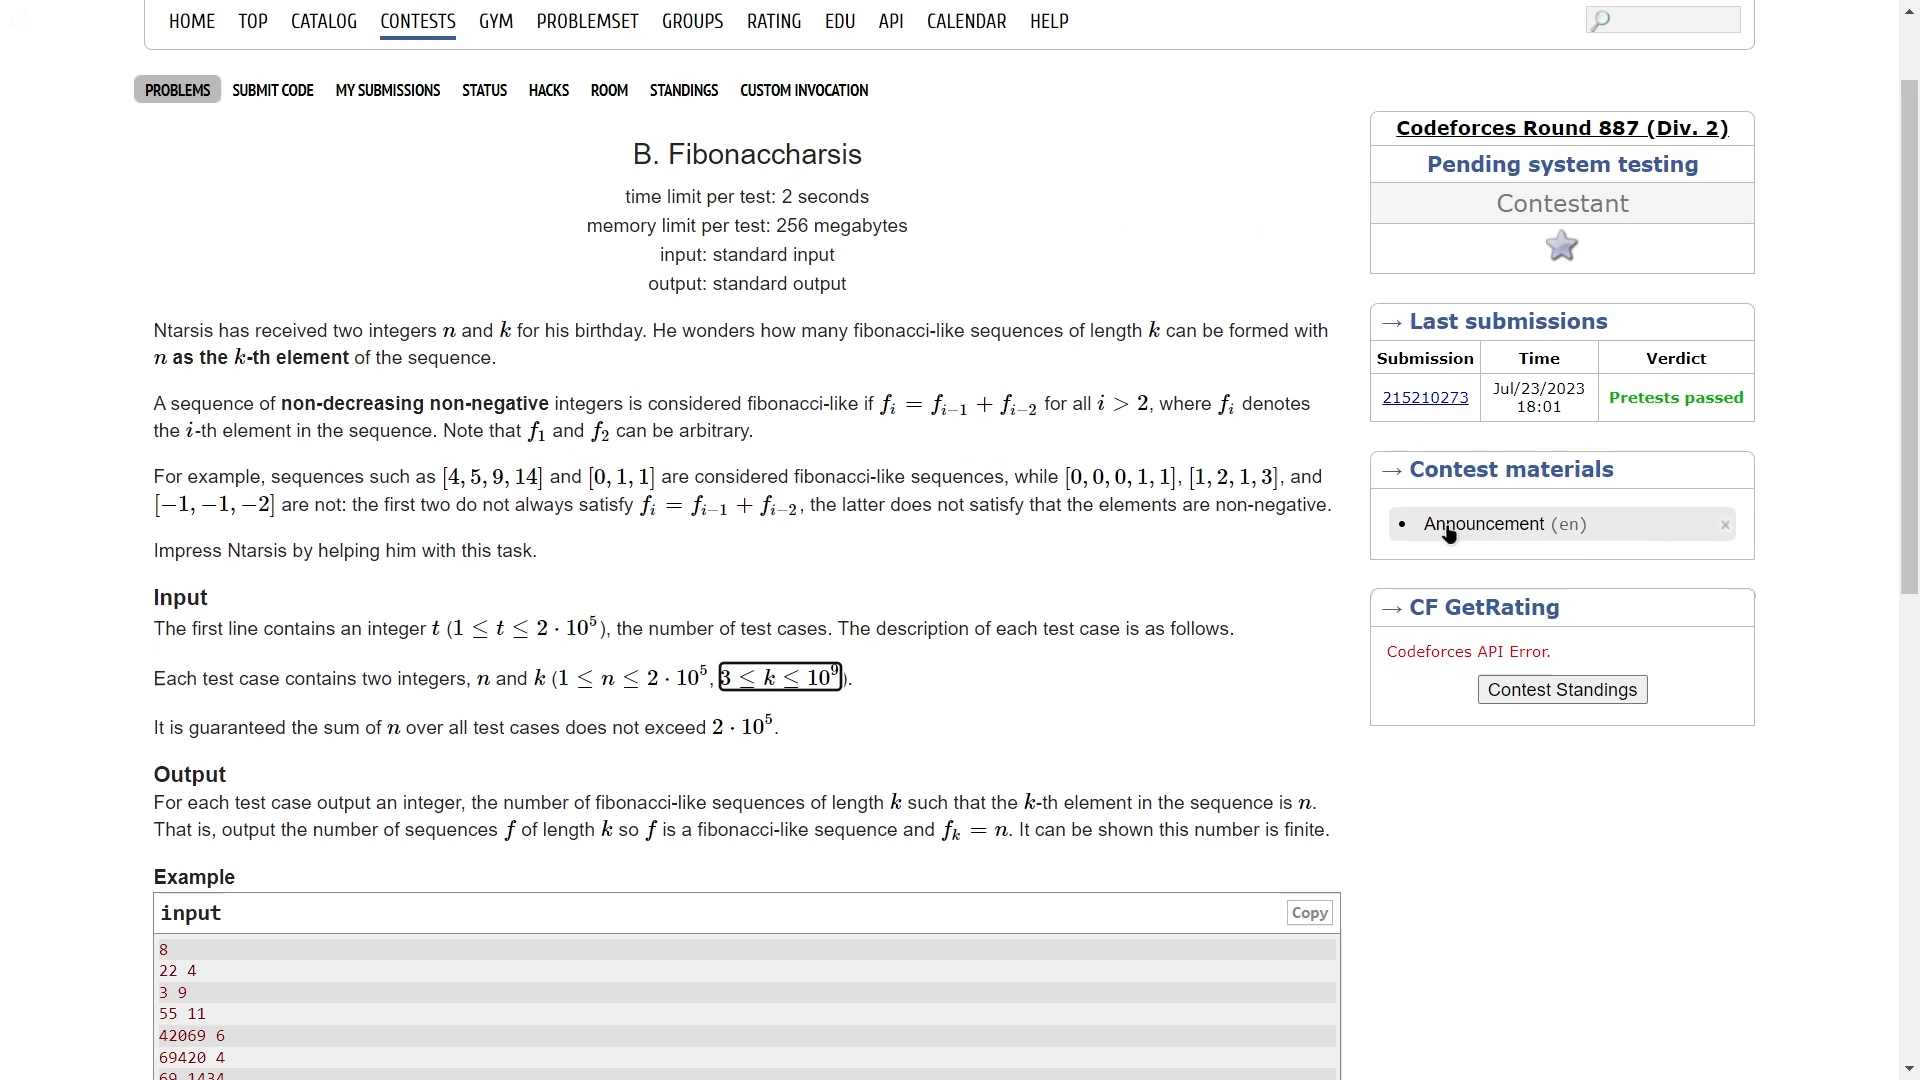 HOME TOP CATALOG CONTESTS GYM PROBLEMSET GROUPS RATING EDU API CALENDAR HELP
PROBLEMS SUBMIT CODE MY SUBMISSIONS STATUS HACKS ROOM STANDINGS CUSTOM INVOCATION
B. Fibonaccharsis
time limit per test: 2 seconds
memory limit per test: 256 megabytes
input: standard input
output: standard output
Ntarsis has received two integers n and k for his birthday. He wonders how many fibonacci-like sequences of length k can be formed with
n as the k-th element of the sequence.
A sequence of non-decreasing non-negative integers is considered fibonacci-like if f_i = f_{i−1} + f_{i−2} for all i > 2, where f_i denotes
the i-th element in the sequence. Note that f_1 and f_2 can be arbitrary.
For example, sequences such as [4, 5, 9, 14] and [0, 1, 1] are considered fibonacci-like sequences, while [0, 0, 0, 1, 1], [1, 2, 1, 3], and
[−1, −1, −2] are not: the first two do not always satisfy f_i = f_{i−1} + f_{i−2}, the latter does not satisfy that the elements are non-negative.
Impress Ntarsis by helping him with this task.
Input
The first line contains an integer t (1 ≤ t ≤ 2 · 10^5), the number of test cases. The description of each test case is as follows.
Each test case contains two integers, n and k (1 ≤ n ≤ 2 · 10^5, 3 ≤ k ≤ 10^9).
It is guaranteed the sum of n over all test cases does not exceed 2 · 10^5.
Output
For each test case output an integer, the number of fibonacci-like sequences of length k such that the k-th element in the sequence is n.
That is, output the number of sequences f of length k so f is a fibonacci-like sequence and f_k = n. It can be shown this number is finite.
Example
input Copy
8
22 4
3 9
55 11
42069 6
69420 4
69 1434
Codeforces Round 887 (Div. 2)
Pending system testing
Contestant
→ Last submissions
Submission Time Verdict
215210273 Jul/23/2023 18:01 Pretests passed
→ Contest materials
• Announcement (en) ×
→ CF GetRating
Codeforces API Error.
Contest Standings